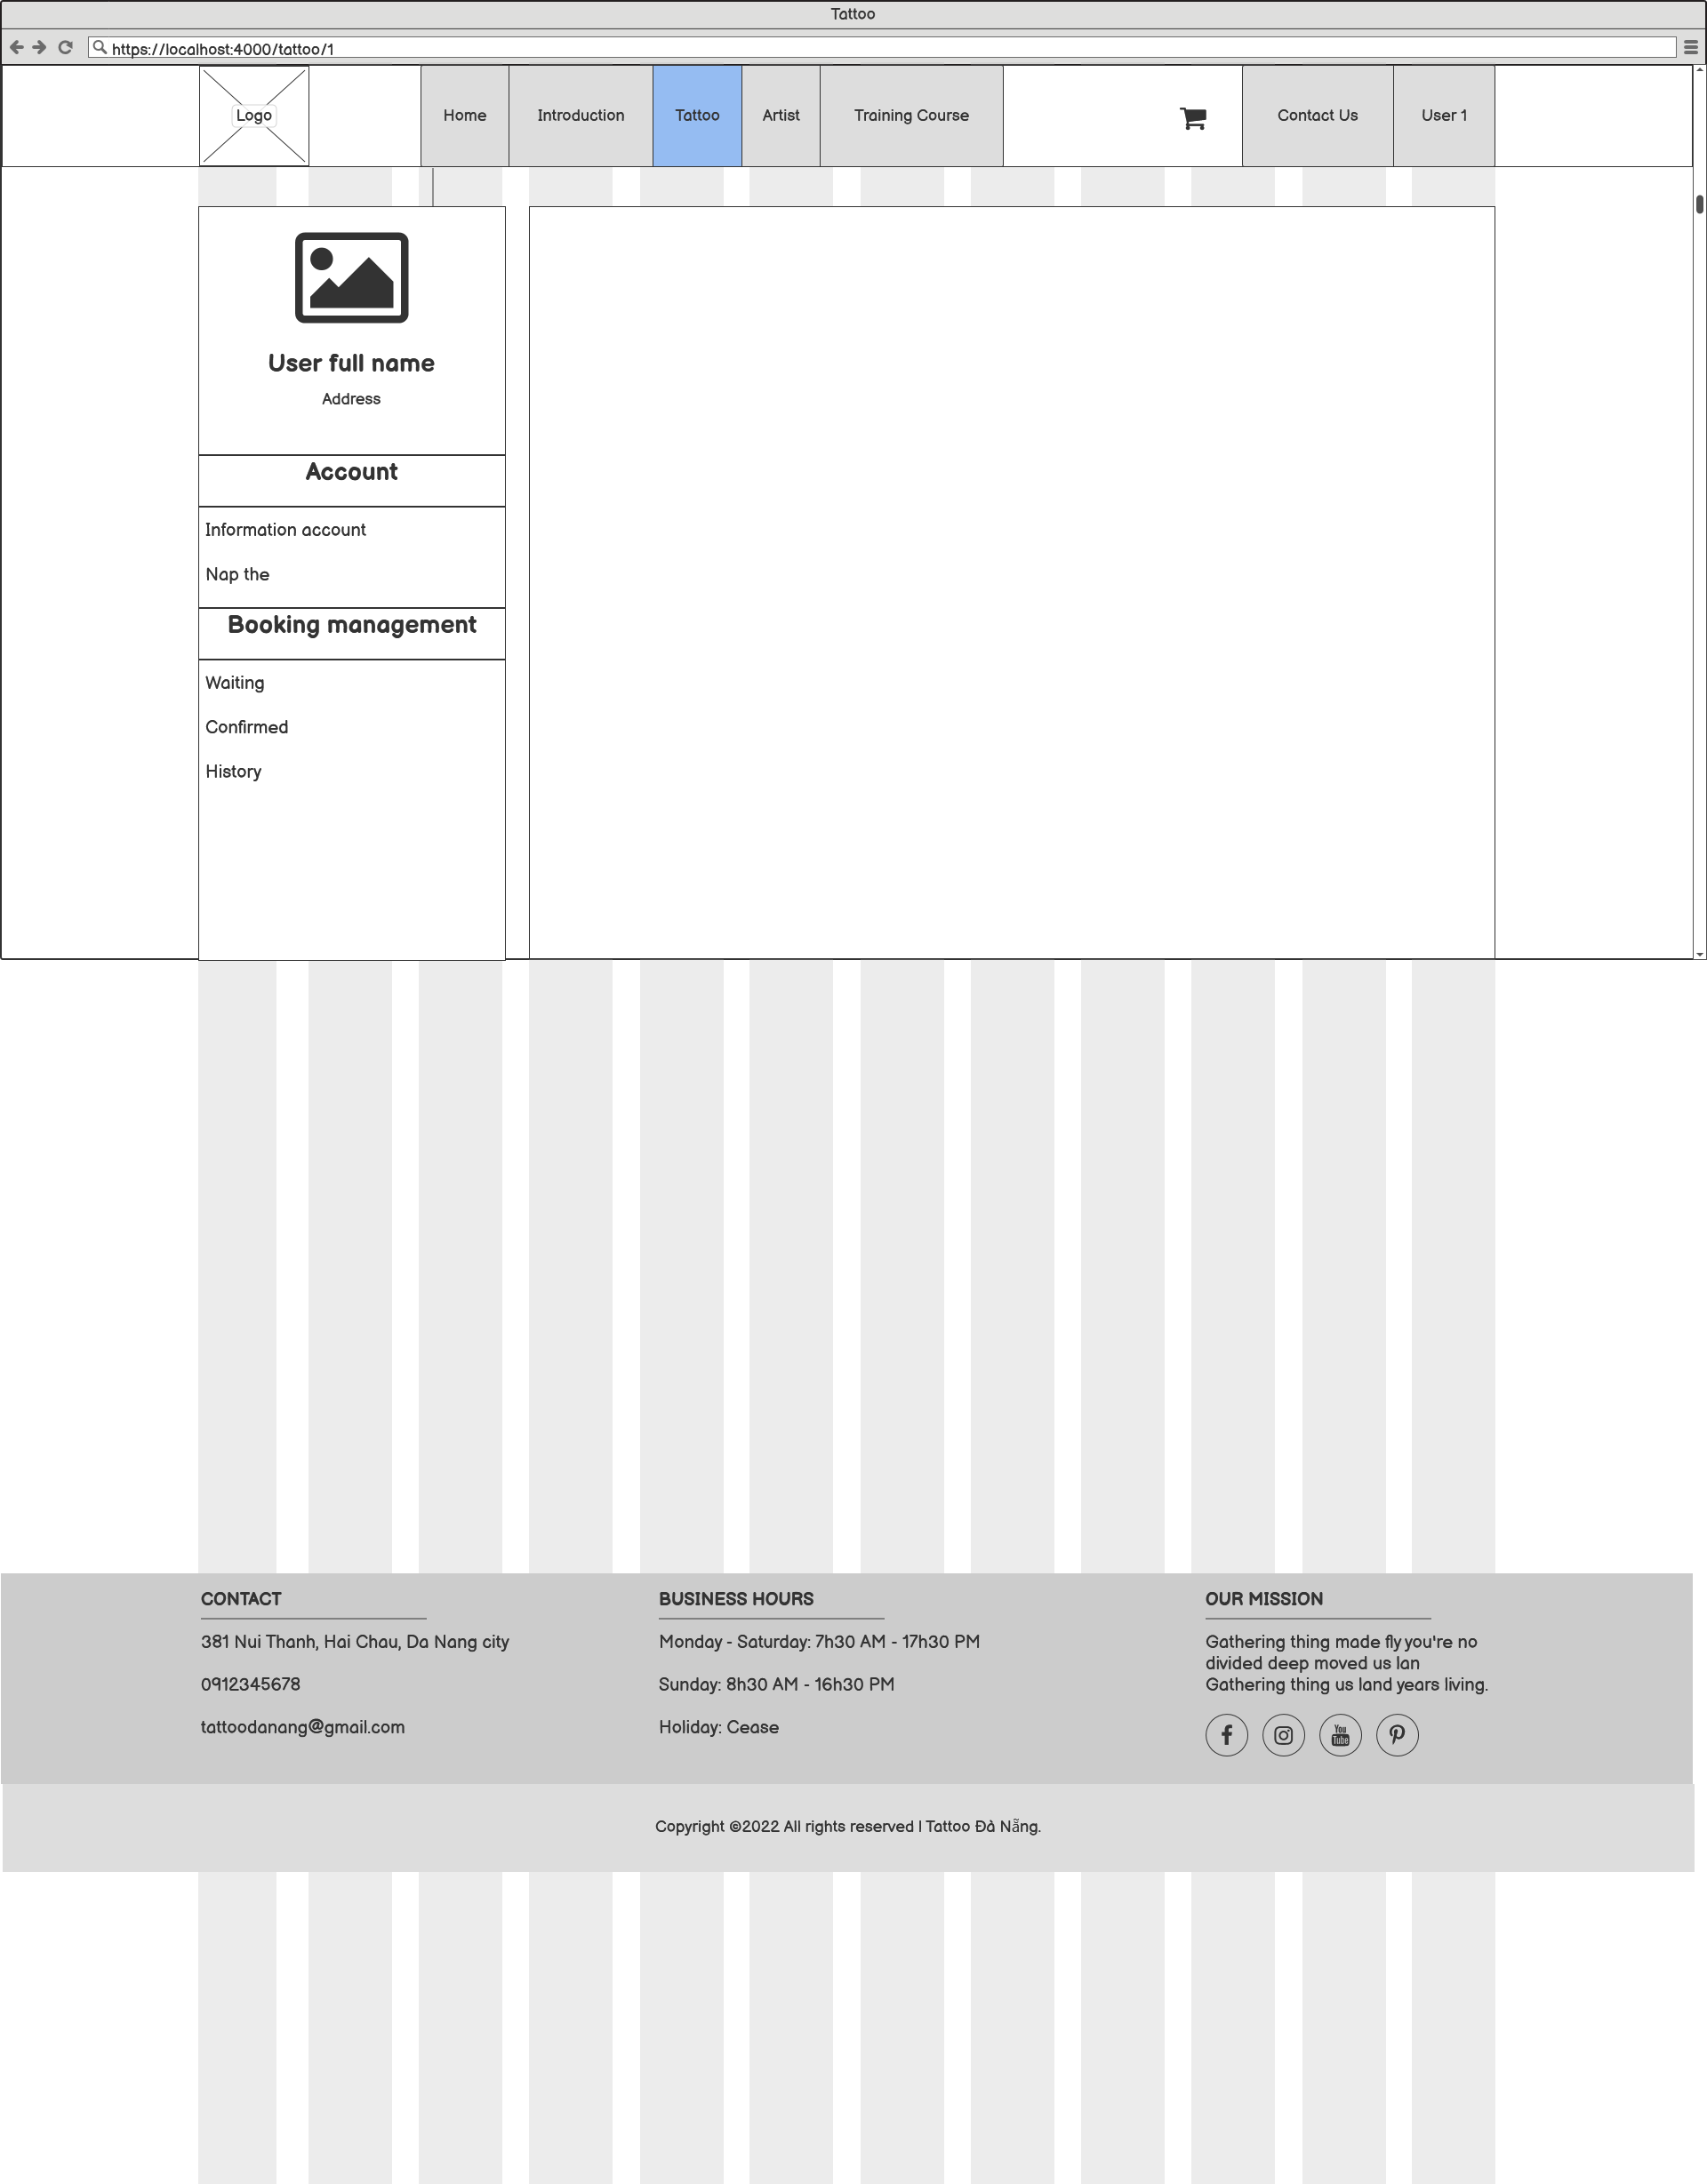 Tattoo
https://localhost:4000/tattoo/1
Logo
Home
Introduction
Tattoo
Artist
Training Course
Contact Us
User 1
User full name
Address
Account
Information account
Nap the
Booking management
Waiting
Confirmed
History
CONTACT
381 Nui Thanh, Hai Chau, Da Nang city
0912345678
tattoodanang@gmail.com
BUSINESS HOURS
Monday - Saturday: 7h30 AM - 17h30 PM
Sunday: 8h30 AM - 16h30 PM
Holiday: Cease
OUR MISSION
Gathering thing made fly you're no
divided deep moved us lan
Gathering thing us land years living.
You
Tube
Copyright ©2022 All rights reserved | Tattoo Đà Nẵng.